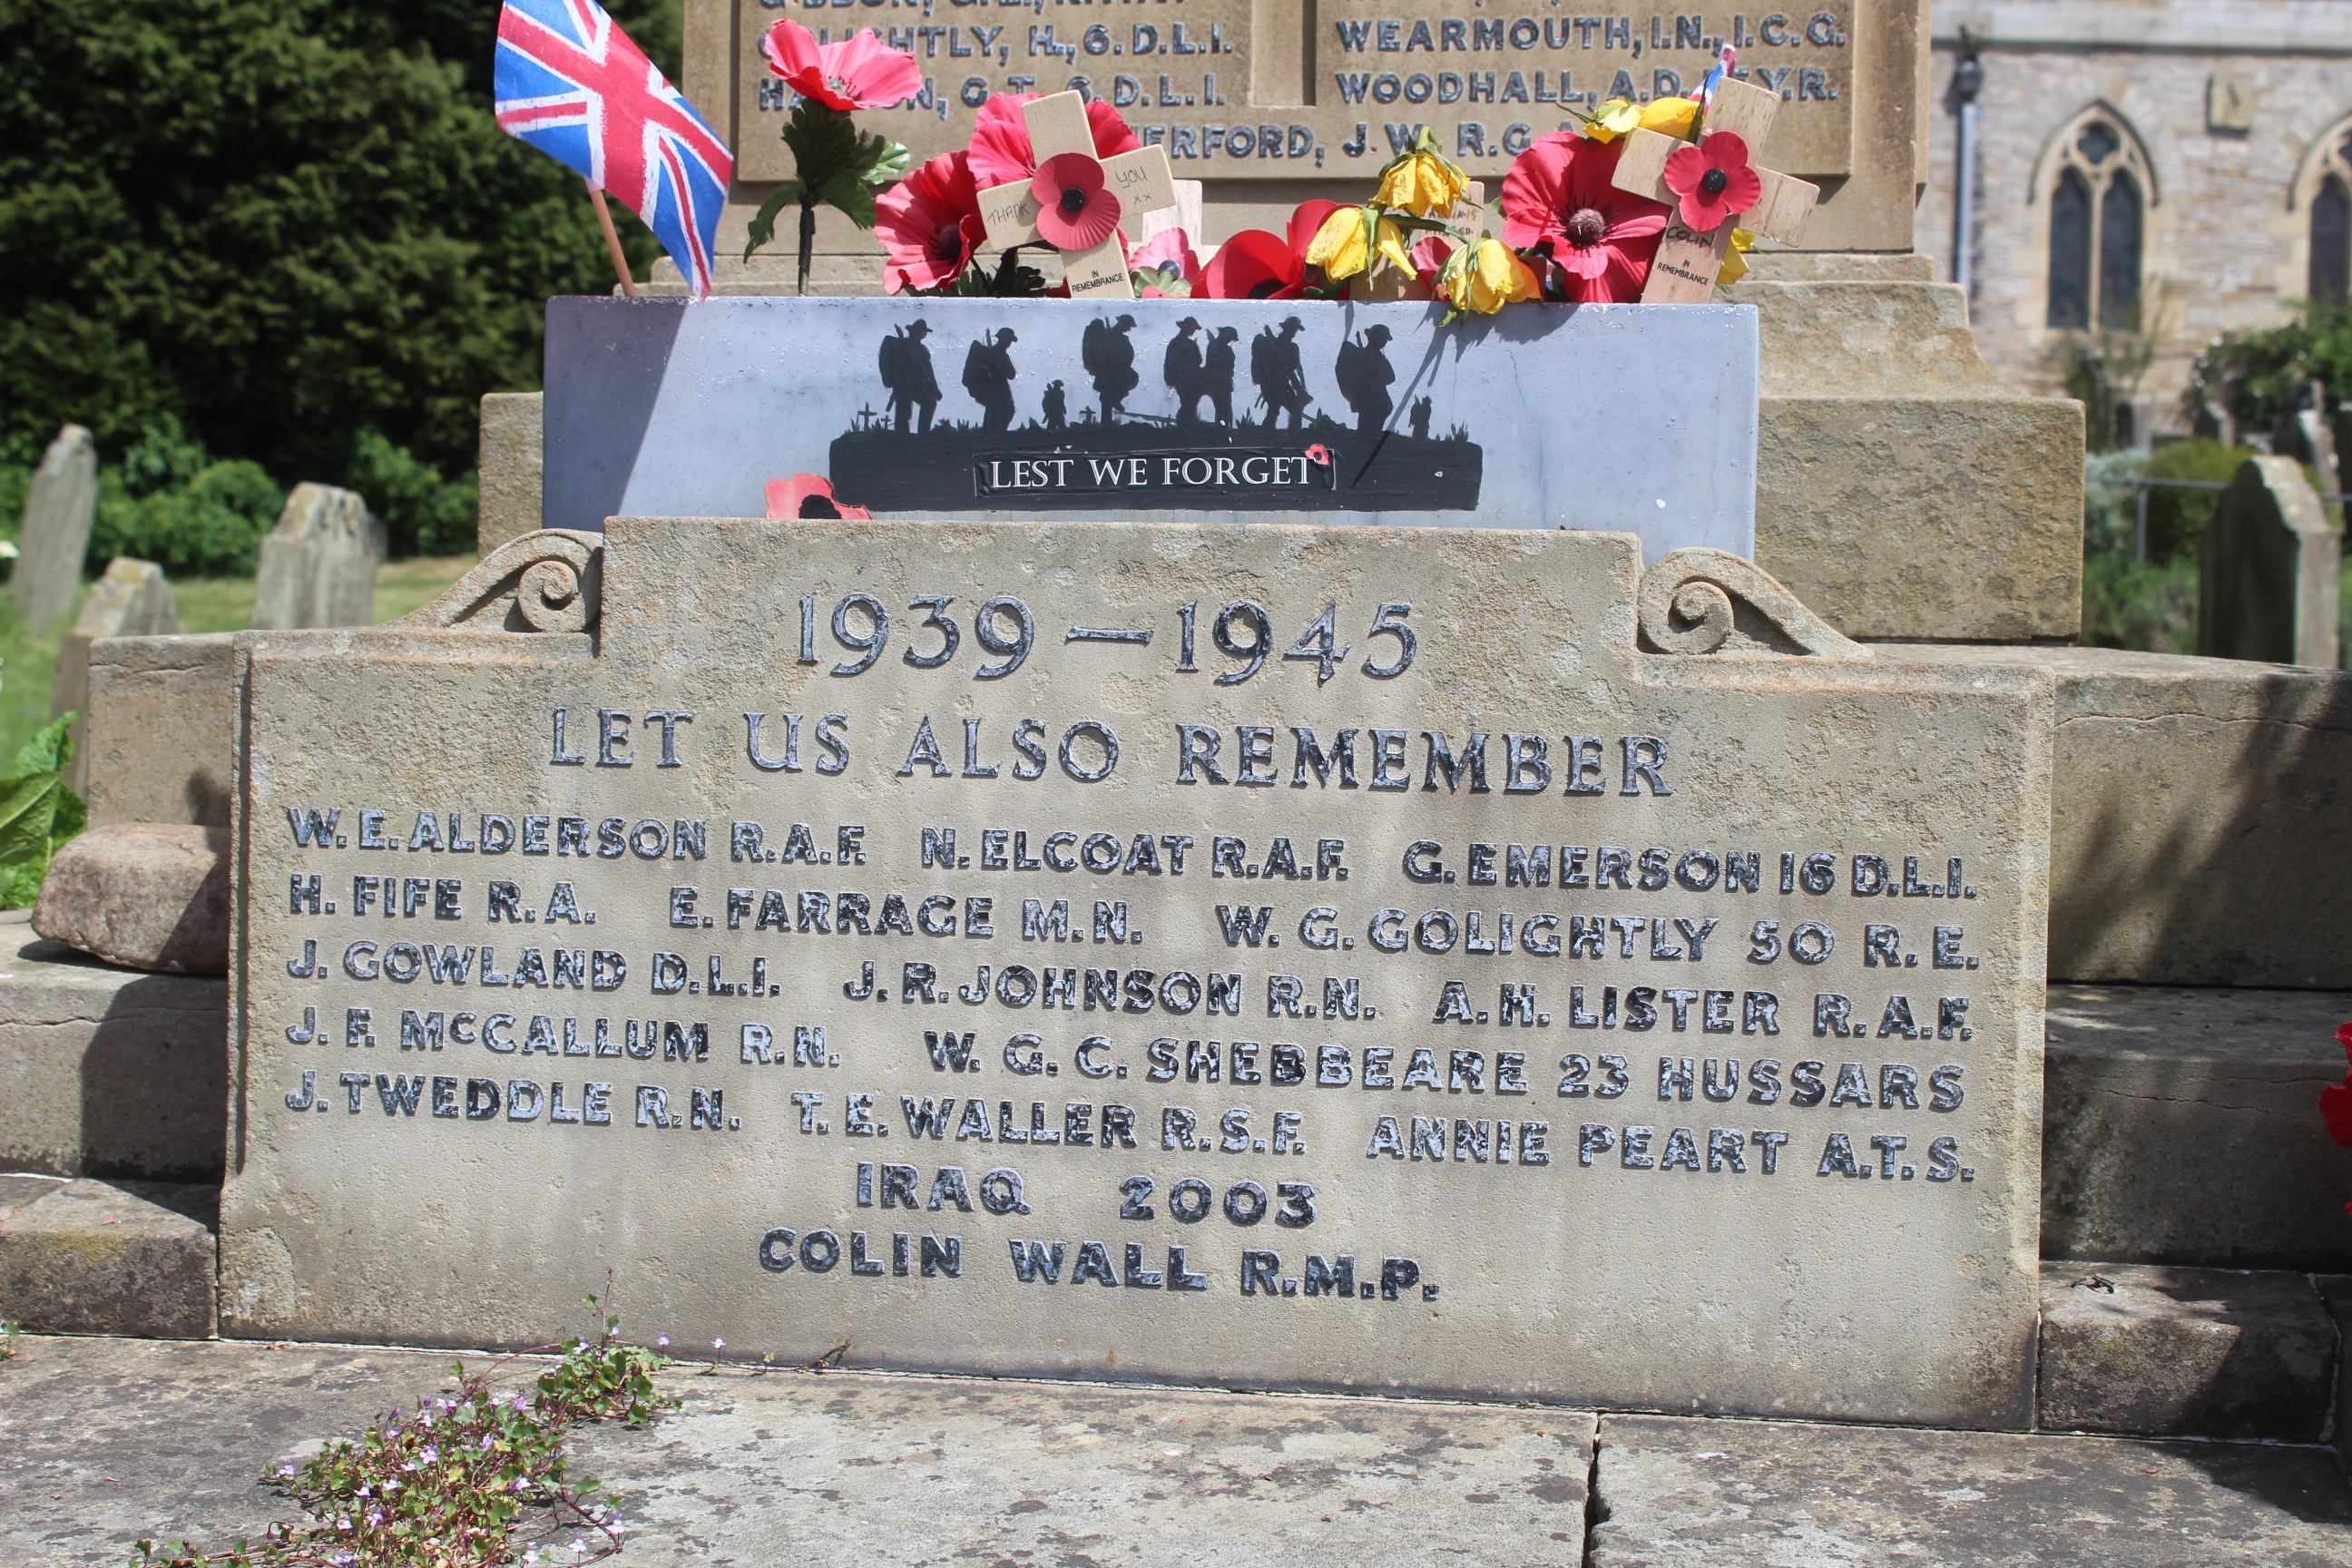 GOLIGHTLY, H., 6. D. L. I.
G. T. 6. D. L. I.
WEARMOUTH, I. N., I. C. C.
WOODHALL, A. D. Y. R.
J. W. R. G. A.
THANK YOU xx
IN REMEMBRANCE
COLIN
IN REMEMBRANCE
LEST WE FORGET
1939 — 1945
LET US ALSO REMEMBER
W. E. ALDERSON R.A.F. N. ELCOAT R.A.F. G. EMERSON 16 D.L.I.
H. FIFE R.A. E. FARRAGE M.N. W. G. GOLIGHTLY 50 R.E.
J. GOWLAND D.L.I. J. R. JOHNSON R.N. A. H. LISTER R.A.F.
J. F. McCALLUM R.N. W. G. C. SHEBBEARE 23 HUSSARS
J. TWEDDLE R.N. T. E. WALLER R.S.F. ANNIE PEART A.T.S.
IRAQ 2003
COLIN WALL R.M.P.